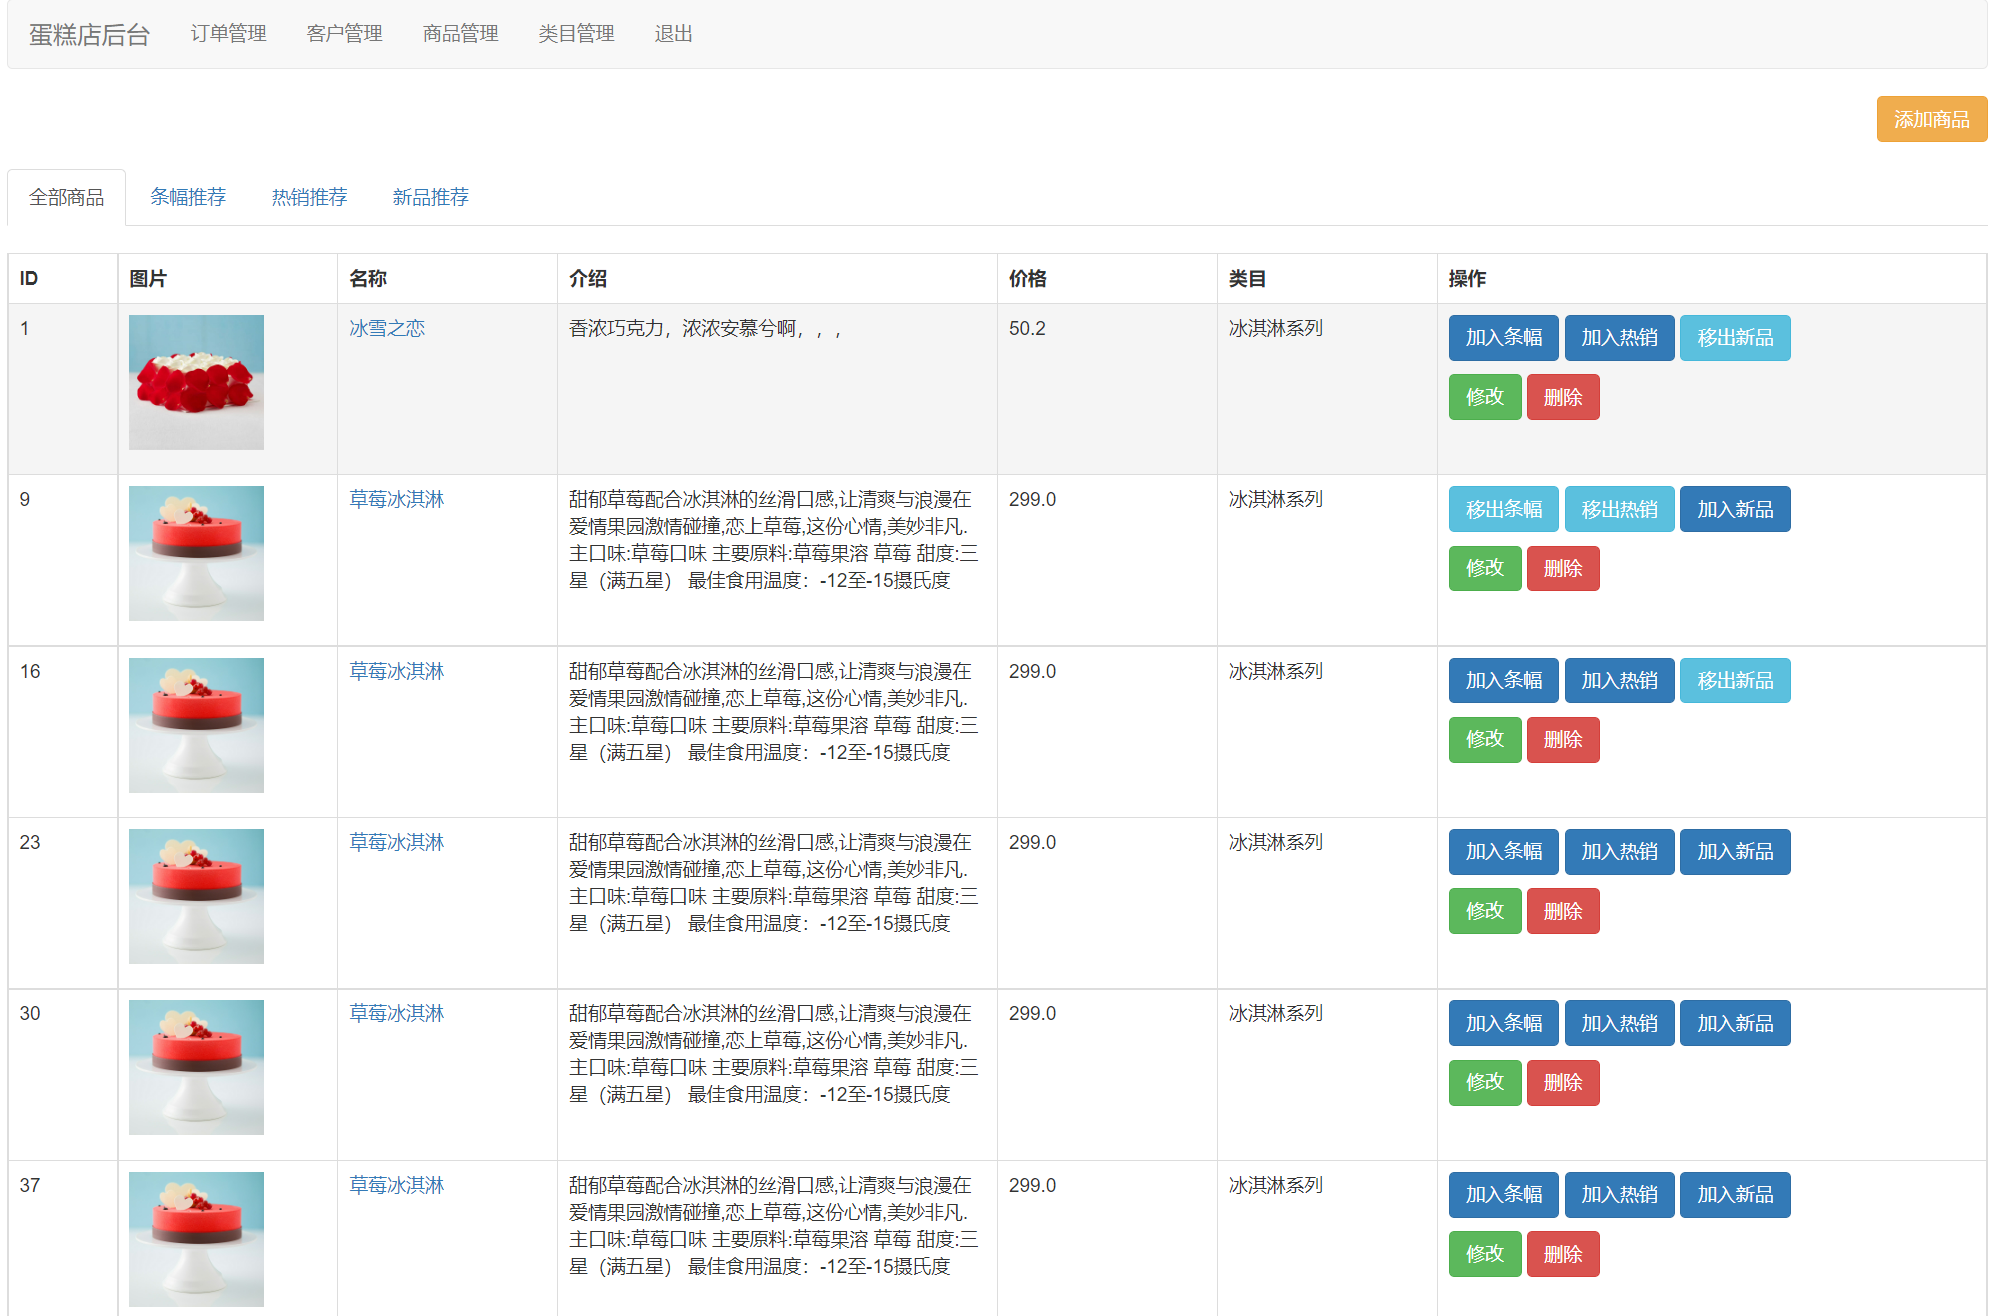 蛋糕店后台 订单管理 客户管理 商品管理 类目管理 退出
添加商品
全部商品 条幅推荐 热销推荐 新品推荐
ID 图片 名称 介绍 价格 类目 操作
1 冰雪之恋 香浓巧克力，浓浓安慕兮啊，，， 50.2 冰淇淋系列 加入条幅 加入热销 移出新品
修改 删除
9 草莓冰淇淋 甜郁草莓配合冰淇淋的丝滑口感,让清爽与浪漫在 299.0 冰淇淋系列 移出条幅 移出热销 加入新品
爱情果园激情碰撞,恋上草莓,这份心情,美妙非凡.
主口味:草莓口味 主要原料:草莓果溶 草莓 甜度:三 修改 删除
星（满五星） 最佳食用温度：-12至-15摄氏度
16 草莓冰淇淋 甜郁草莓配合冰淇淋的丝滑口感,让清爽与浪漫在 299.0 冰淇淋系列 加入条幅 加入热销 移出新品
爱情果园激情碰撞,恋上草莓,这份心情,美妙非凡.
主口味:草莓口味 主要原料:草莓果溶 草莓 甜度:三 修改 删除
星（满五星） 最佳食用温度：-12至-15摄氏度
23 草莓冰淇淋 甜郁草莓配合冰淇淋的丝滑口感,让清爽与浪漫在 299.0 冰淇淋系列 加入条幅 加入热销 加入新品
爱情果园激情碰撞,恋上草莓,这份心情,美妙非凡.
主口味:草莓口味 主要原料:草莓果溶 草莓 甜度:三 修改 删除
星（满五星） 最佳食用温度：-12至-15摄氏度
30 草莓冰淇淋 甜郁草莓配合冰淇淋的丝滑口感,让清爽与浪漫在 299.0 冰淇淋系列 加入条幅 加入热销 加入新品
爱情果园激情碰撞,恋上草莓,这份心情,美妙非凡.
主口味:草莓口味 主要原料:草莓果溶 草莓 甜度:三 修改 删除
星（满五星） 最佳食用温度：-12至-15摄氏度
37 草莓冰淇淋 甜郁草莓配合冰淇淋的丝滑口感,让清爽与浪漫在 299.0 冰淇淋系列 加入条幅 加入热销 加入新品
爱情果园激情碰撞,恋上草莓,这份心情,美妙非凡.
主口味:草莓口味 主要原料:草莓果溶 草莓 甜度:三 修改 删除
星（满五星） 最佳食用温度：-12至-15摄氏度